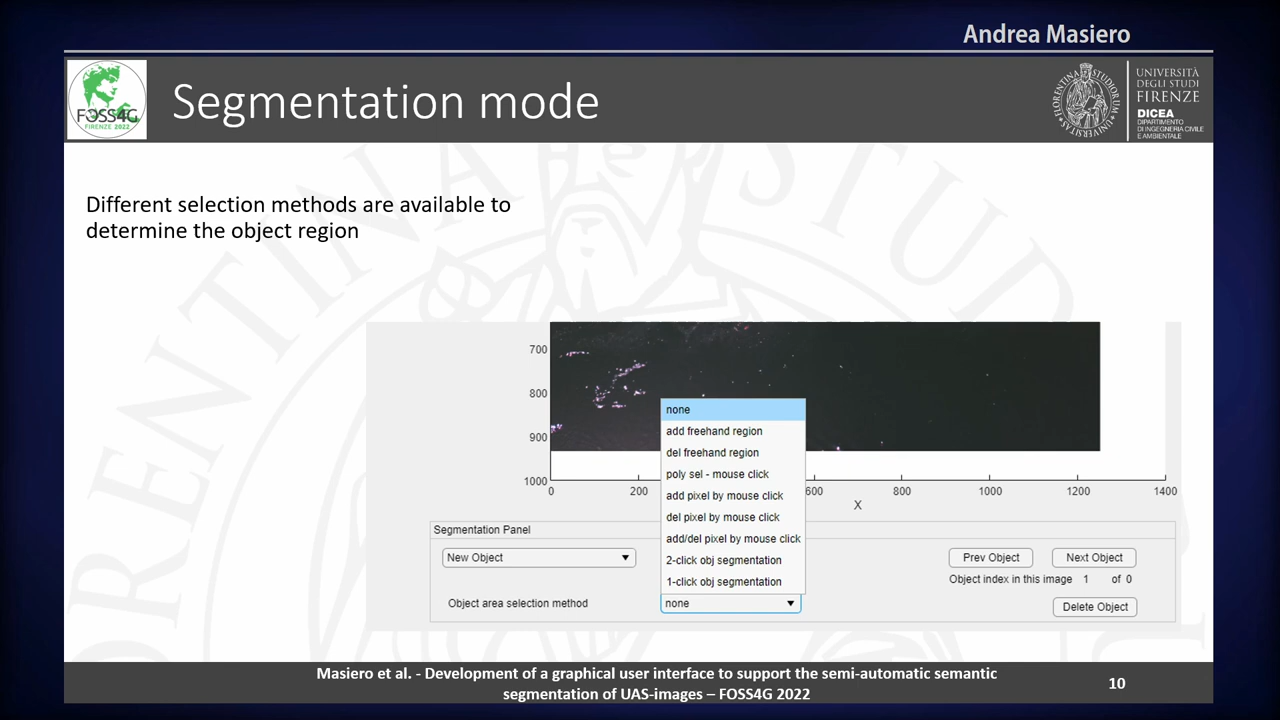 Andrea Masiero
FOSS4G
FIRENZE 2022
Segmentation mode
FLORENTINA STUDIORUM UNIVERSITAS
UNIVERSITÀ
DEGLI STUDI
FIRENZE
DICEA
DIPARTIMENTO
DI INGEGNERIA CIVILE
E AMBIENTALE
Different selection methods are available to
determine the object region
700
800
900
1000
0 200 600 800 1000 1200 1400
X
none
add freehand region
del freehand region
poly sel - mouse click
add pixel by mouse click
del pixel by mouse click
add/del pixel by mouse click
2-click obj segmentation
1-click obj segmentation
Segmentation Panel
New Object
Prev Object Next Object
Object index in this image 1 of 0
Object area selection method none
Delete Object
Masiero et al. - Development of a graphical user interface to support the semi-automatic semantic
segmentation of UAS-images – FOSS4G 2022
10